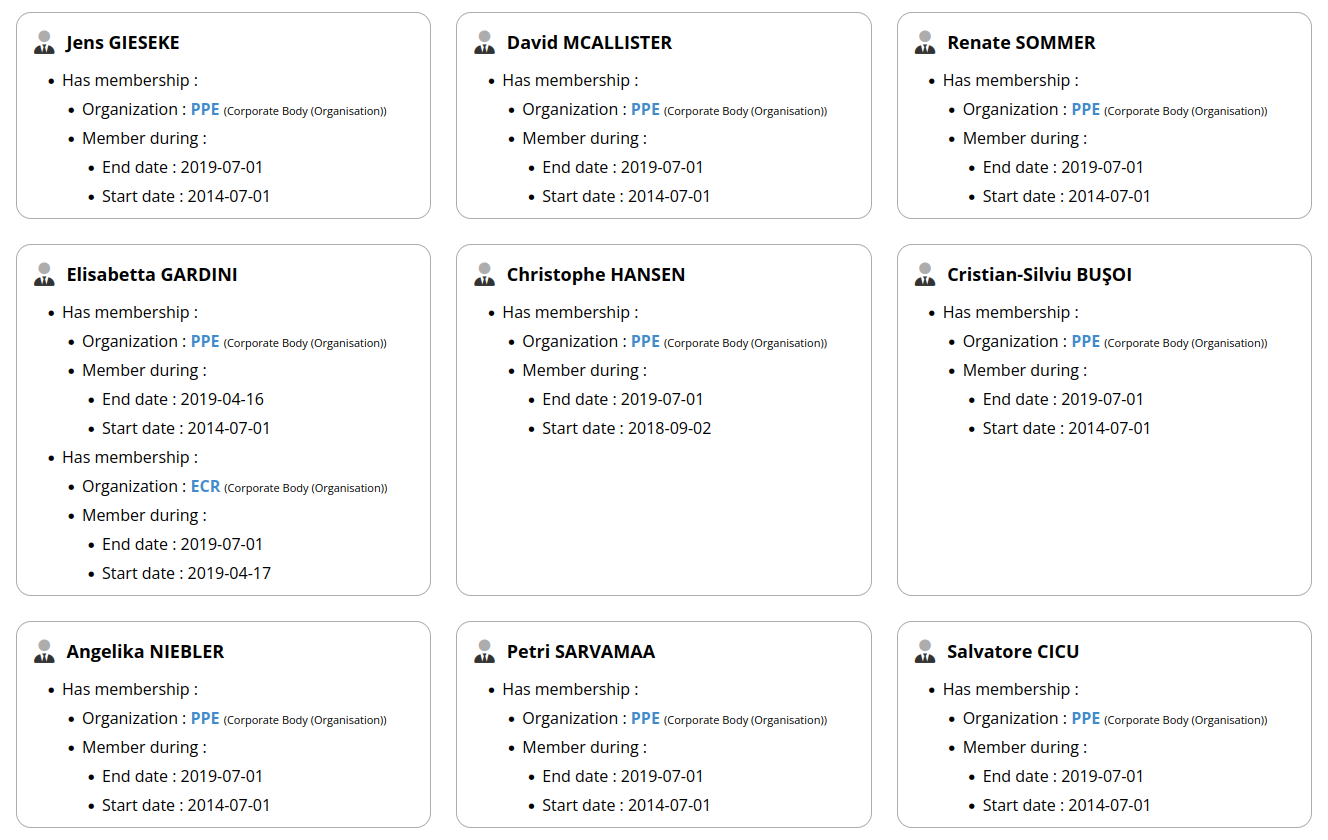 Jens GIESEKE
• Has membership :
• Organization : PPE (Corporate Body (Organisation))
• Member during :
• End date : 2019-07-01
• Start date : 2014-07-01
David MCALLISTER
• Has membership :
• Organization : PPE (Corporate Body (Organisation))
• Member during :
• End date : 2019-07-01
• Start date : 2014-07-01
Renate SOMMER
• Has membership :
• Organization : PPE (Corporate Body (Organisation))
• Member during :
• End date : 2019-07-01
• Start date : 2014-07-01
Elisabetta GARDINI
• Has membership :
• Organization : PPE (Corporate Body (Organisation))
• Member during :
• End date : 2019-04-16
• Start date : 2014-07-01
• Has membership :
• Organization : ECR (Corporate Body (Organisation))
• Member during :
• End date : 2019-07-01
• Start date : 2019-04-17
Christophe HANSEN
• Has membership :
• Organization : PPE (Corporate Body (Organisation))
• Member during :
• End date : 2019-07-01
• Start date : 2018-09-02
Cristian-Silviu BUŞOI
• Has membership :
• Organization : PPE (Corporate Body (Organisation))
• Member during :
• End date : 2019-07-01
• Start date : 2014-07-01
Angelika NIEBLER
• Has membership :
• Organization : PPE (Corporate Body (Organisation))
• Member during :
• End date : 2019-07-01
• Start date : 2014-07-01
Petri SARVAMAA
• Has membership :
• Organization : PPE (Corporate Body (Organisation))
• Member during :
• End date : 2019-07-01
• Start date : 2014-07-01
Salvatore CICU
• Has membership :
• Organization : PPE (Corporate Body (Organisation))
• Member during :
• End date : 2019-07-01
• Start date : 2014-07-01